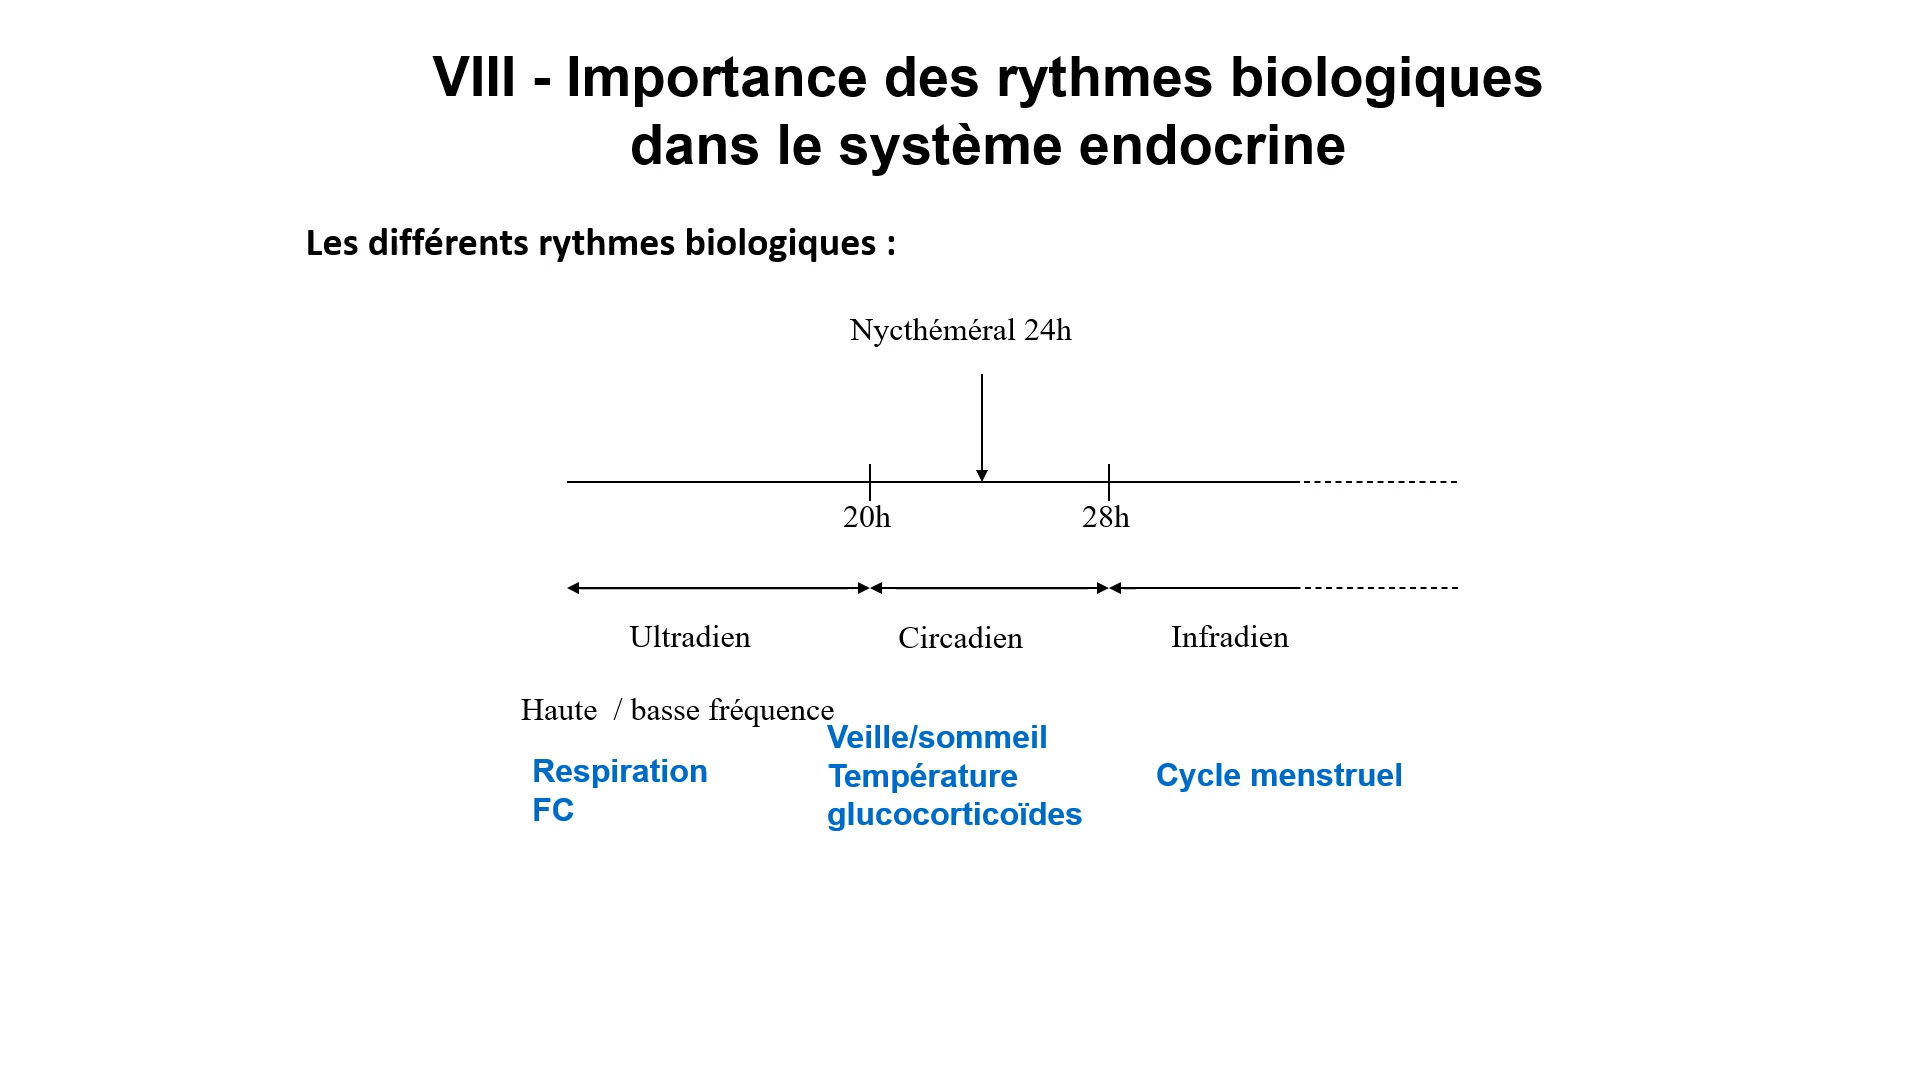 VIII - Importance des rythmes biologiques
dans le système endocrine
Les différents rythmes biologiques :
Nycthéméral 24h
20h
28h
Ultradien
Circadien
Infradien
Haute / basse fréquence
Respiration
FC
Veille/sommeil
Température
glucocorticoïdes
Cycle menstruel